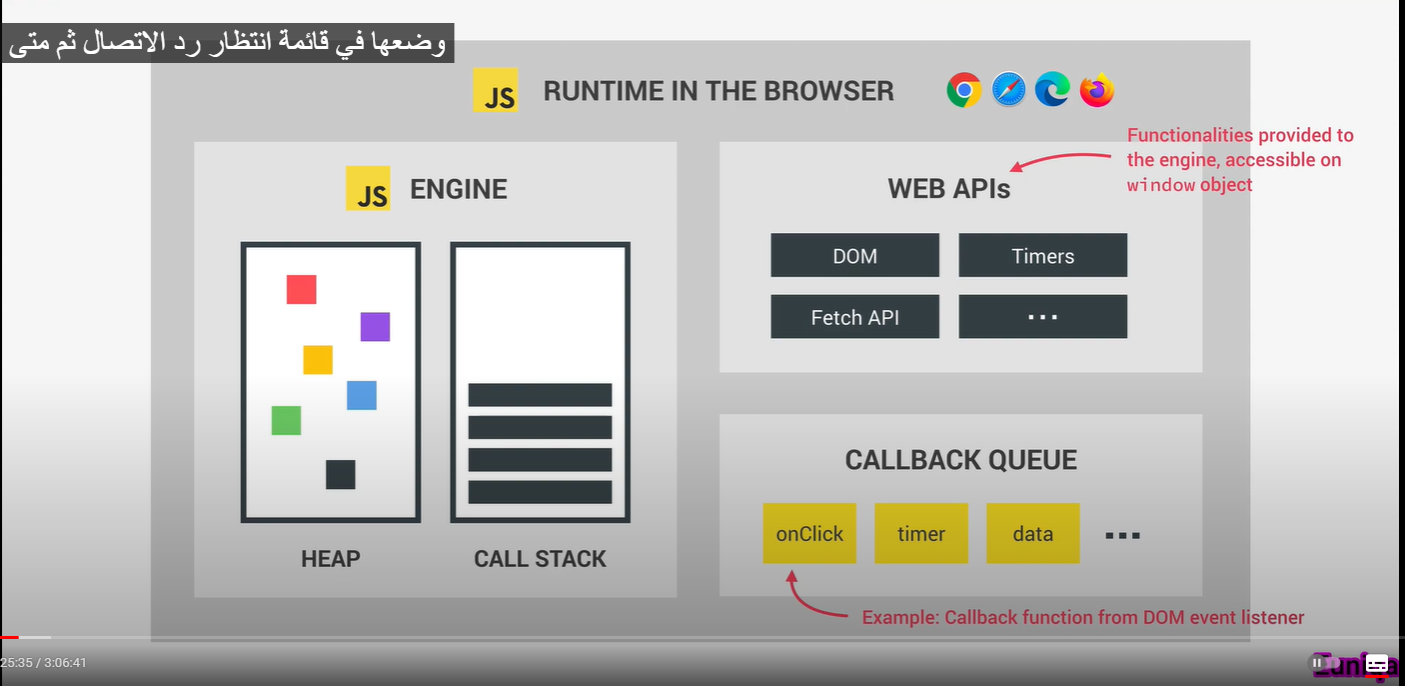 وضعها في قائمة انتظار رد الاتصال ثم متى
JS RUNTIME IN THE BROWSER
Functionalities provided to
the engine, accessible on
window object
JS ENGINE
WEB APIs
DOM
Timers
Fetch API
...
HEAP
CALL STACK
CALLBACK QUEUE
onClick
timer
data
...
Example: Callback function from DOM event listener
25:35 / 3:06:41